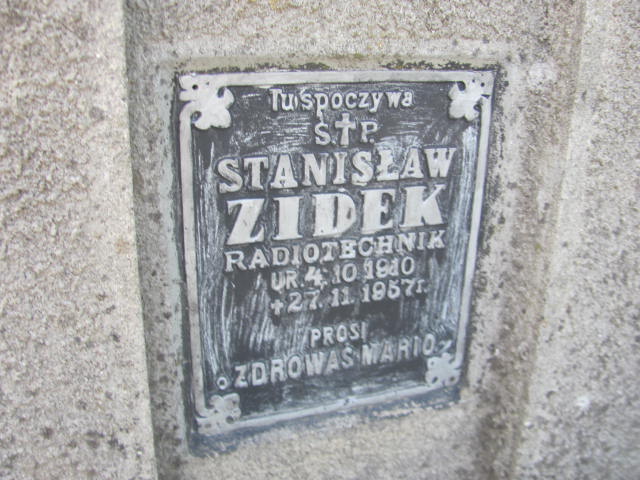 Tu spoczywa
Ś.†P.
STANISŁAW
ZIDEK
RADIOTECHNIK
UR. 4.10.1910
+27.11.1957r.
PROSI
O ZDROWAŚ MARIO